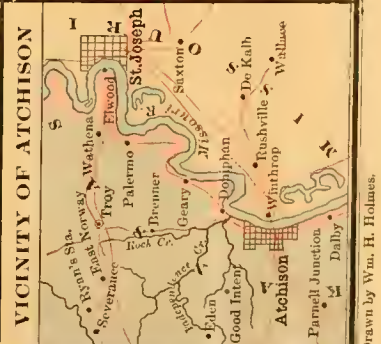 VICINITY OF ATCHISON
MISSOURI
St. Joseph
Elwood
Saxton
Wathena
De Kalb
Wallace
Palermo
Missouri R.
Troy
East Norway
Ryan's Sta.
Severance
Brenner
Geary
Doniphan
Rushville
Winthrop
Rock Cr.
Independence Cr.
Eden
Good Intent
Atchison
Parnell Junction
Dalby
Drawn by Wm. H. Holmes.